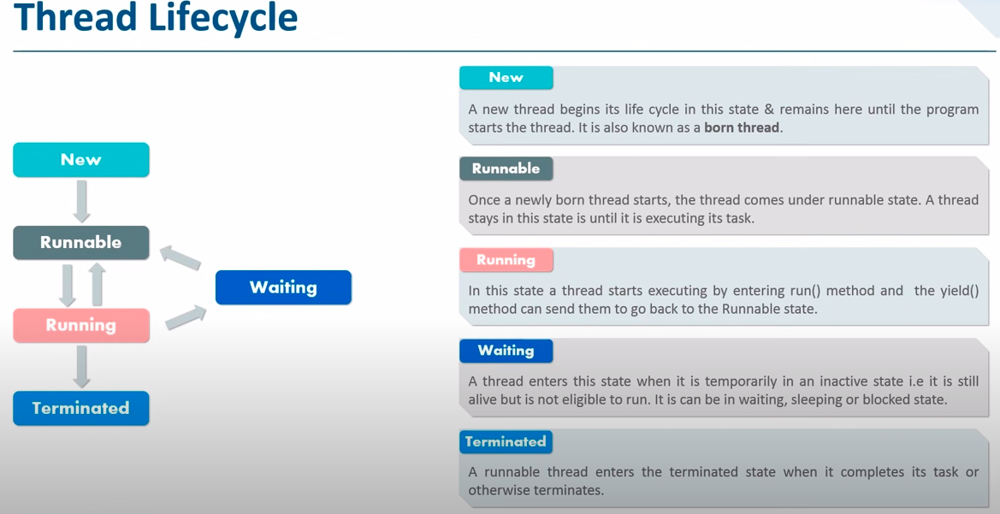 Thread Lifecycle
New
Runnable
Running
Waiting
Terminated
New
A new thread begins its life cycle in this state & remains here until the program
starts the thread. It is also known as a born thread.
Runnable
Once a newly born thread starts, the thread comes under runnable state. A thread
stays in this state is until it is executing its task.
Running
In this state a thread starts executing by entering run() method and the yield()
method can send them to go back to the Runnable state.
Waiting
A thread enters this state when it is temporarily in an inactive state i.e it is still
alive but is not eligible to run. It is can be in waiting, sleeping or blocked state.
Terminated
A runnable thread enters the terminated state when it completes its task or
otherwise terminates.